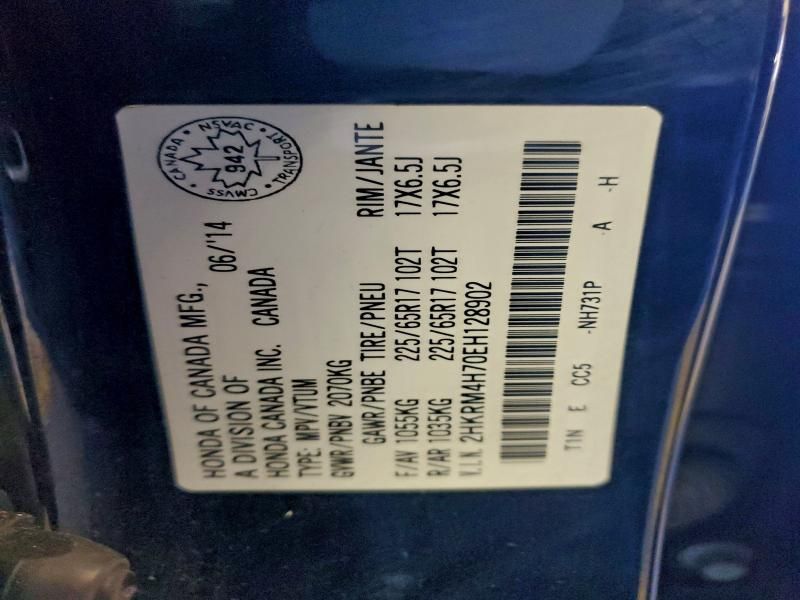 HONDA OF CANADA MFG., 06/'14
A DIVISION OF
HONDA CANADA INC. CANADA
TYPE: MPV/VTUM
GVWR/PNBV 2070KG
GAWR/PNBE TIRE/PNEU RIM/JANTE
F/AV 1055KG 225/65R17 102T 17X6.5J
R/AR 1035KG 225/65R17 102T 17X6.5J
V.I.N. 2HKRM4H70EH128902
T1N E CC5 -NH731P A -H
CANADA • NSVAC • TRANSPORT • CMVSS
942